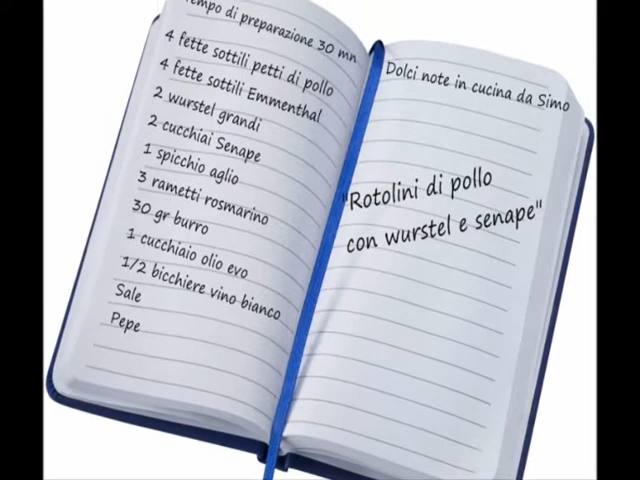 Tempo di preparazione 30 mn.
4 fette sottili petti di pollo
4 fette sottili Emmenthal
2 wurstel grandi
2 cucchiai Senape
1 spicchio aglio
3 rametti rosmarino
30 gr burro
1 cucchiaio olio evo
1/2 bicchiere vino bianco
Sale
Pepe
Dolci note in cucina da Simo
"Rotolini di pollo
con wurstel e senape"